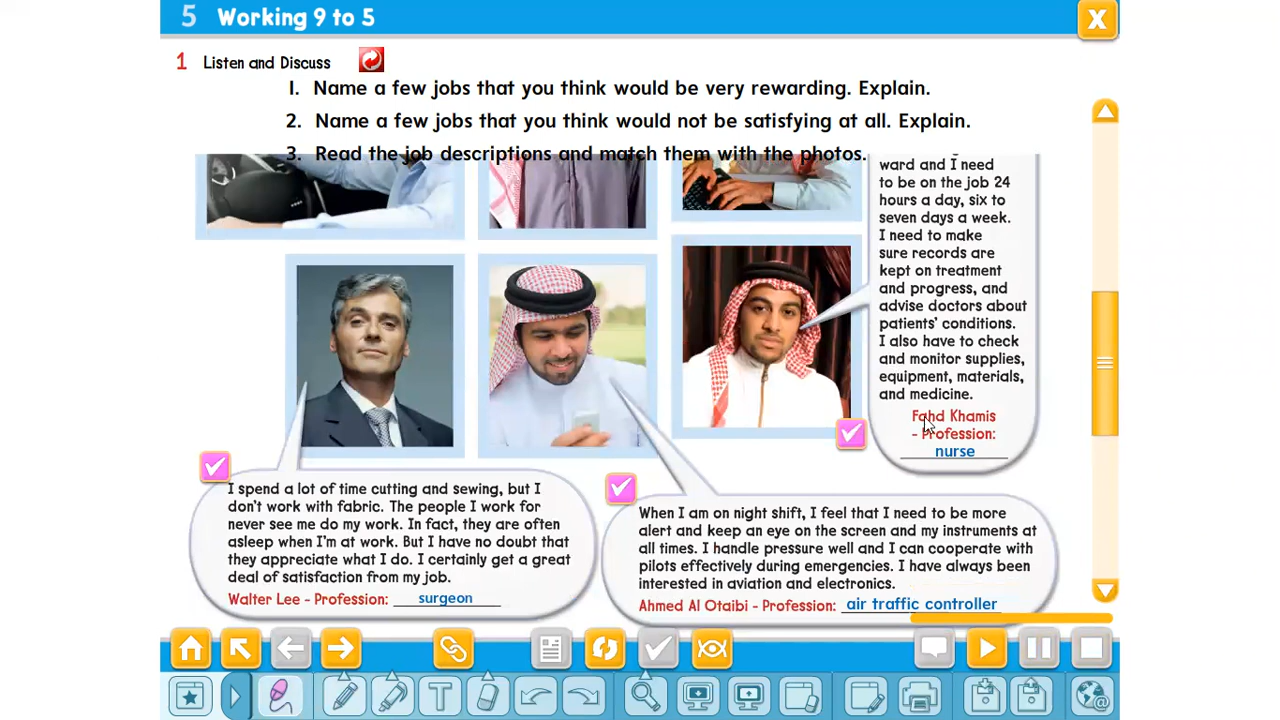 5 Working 9 to 5
X
1 Listen and Discuss
1. Name a few jobs that you think would be very rewarding. Explain.
2. Name a few jobs that you think would not be satisfying at all. Explain.
3. Read the job descriptions and match them with the photos.
ward and I need
to be on the job 24
hours a day, six to
seven days a week.
I need to make
sure records are
kept on treatment
and progress, and
advise doctors about
patients' conditions.
I also have to check
and monitor supplies,
equipment, materials,
and medicine.
Fahd Khamis
- Profession:
nurse
I spend a lot of time cutting and sewing, but I
don't work with fabric. The people I work for
never see me do my work. In fact, they are often
asleep when I'm at work. But I have no doubt that
they appreciate what I do. I certainly get a great
deal of satisfaction from my job.
Walter Lee - Profession: surgeon
When I am on night shift, I feel that I need to be more
alert and keep an eye on the screen and my instruments at
all times. I handle pressure well and I can cooperate with
pilots effectively during emergencies. I have always been
interested in aviation and electronics.
Ahmed Al Otaibi - Profession: air traffic controller
T